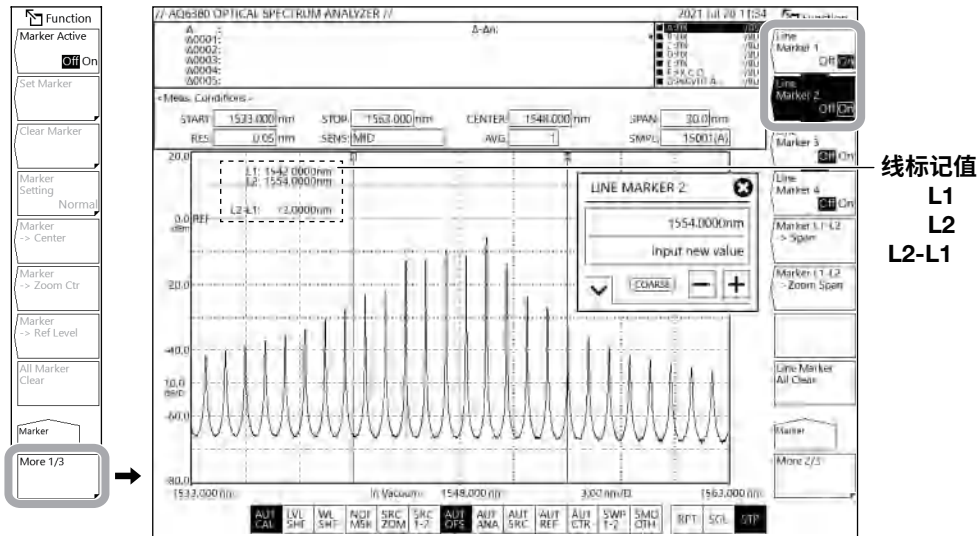 Function
Marker Active
Off On
Set Marker
Clear Marker
Marker
Setting
Normal
Marker
-> Center
Marker
-> Zoom Ctr
Marker
-> Ref Level
All Marker
Clear
Marker
More 1/3
// AQ6380 OPTICAL SPECTRUM ANALYZER //
2021 Jul 20 11:34
Δ :
Δ0001:
Δ0002:
Δ0003:
Δ0004:
Δ0005:
Δ-Δn:
<Meas. Conditions>
START 1533.000 nm STOP 1563.000 nm CENTER 1548.000 nm SPAN 30.0 nm
RES 0.05 nm SENS MID AVG 1 SMPL 15001(A)
20.0
L1: 1542.0000nm
L2: 1554.0000nm
L2-L1: 12.0000nm
0.0 REF
dBm
-20.0
-40.0
10.0
dB/D
-60.0
-80.0
1533.000 nm In Vacuum 1548.000 nm 3.00 nm/D 1563.000 nm
LINE MARKER 2:
1554.0000nm
Input new value
COARSE
AUT CAL
LVL SHF
WL SHF
NOI MSK
SRC ZOM
SRC 1-2
AUT OFS
AUT ANA
AUT SRC
AUT REF
AUT CTR
SWP 1-2
SMO OTH
RPT
SGL
STP
Function
Line
Marker 1
Off On
Line
Marker 2
Off On
Line
Marker 3
Off On
Line
Marker 4
Off On
Marker L1-L2
-> Span
Marker L1-L2
->Zoom Span
Line Marker
All Clear
Marker
More 2/3
线标记值
L1
L2
L2-L1